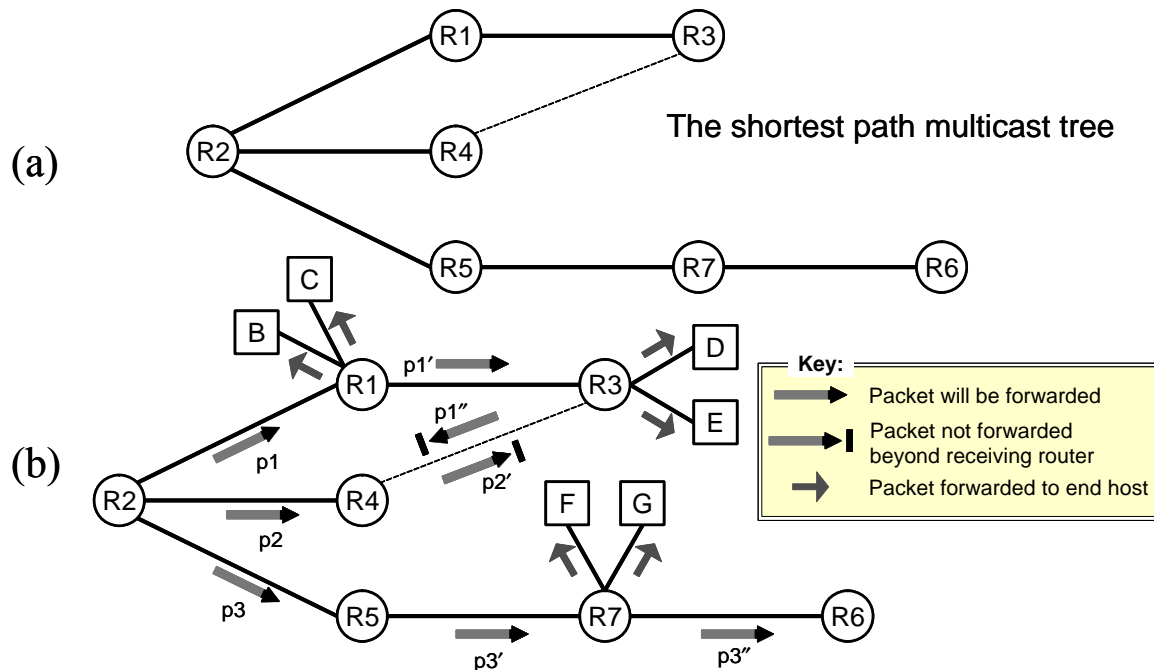 R1
R3
The shortest path multicast tree
R2
R4
(a)
R5
R7
R6
C
B
p1′
D
R1
R3
p1″
E
p1
(b)
p2′
R2
R4
p2
F
G
p3
R5
R7
R6
p3′
p3″
Key:
Packet will be forwarded
Packet not forwarded
beyond receiving router
Packet forwarded to end host